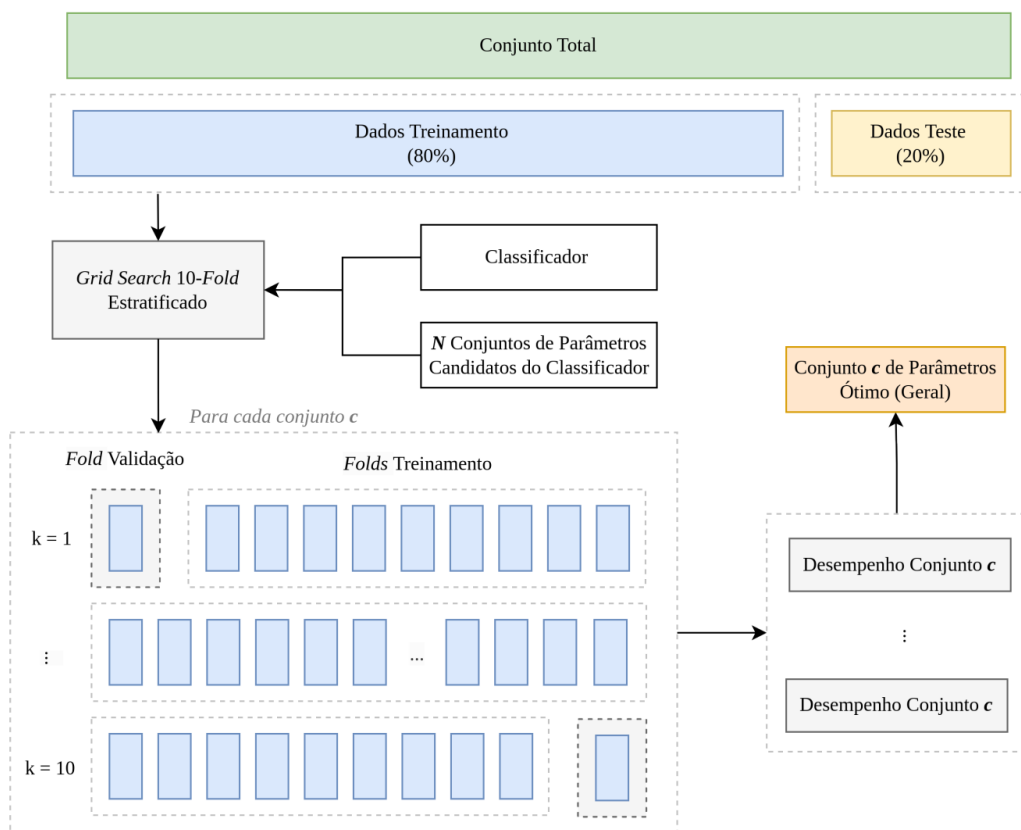 Conjunto Total
Dados Treinamento
(80%)
Dados Teste
(20%)
Grid Search 10-Fold
Estratificado
Classificador
N Conjuntos de Parâmetros
Candidatos do Classificador
Conjunto c de Parâmetros
Ótimo (Geral)
Para cada conjunto c
Fold Validação
Folds Treinamento
k = 1
Desempenho Conjunto c
⋮
⋮
...
Desempenho Conjunto c
k = 10